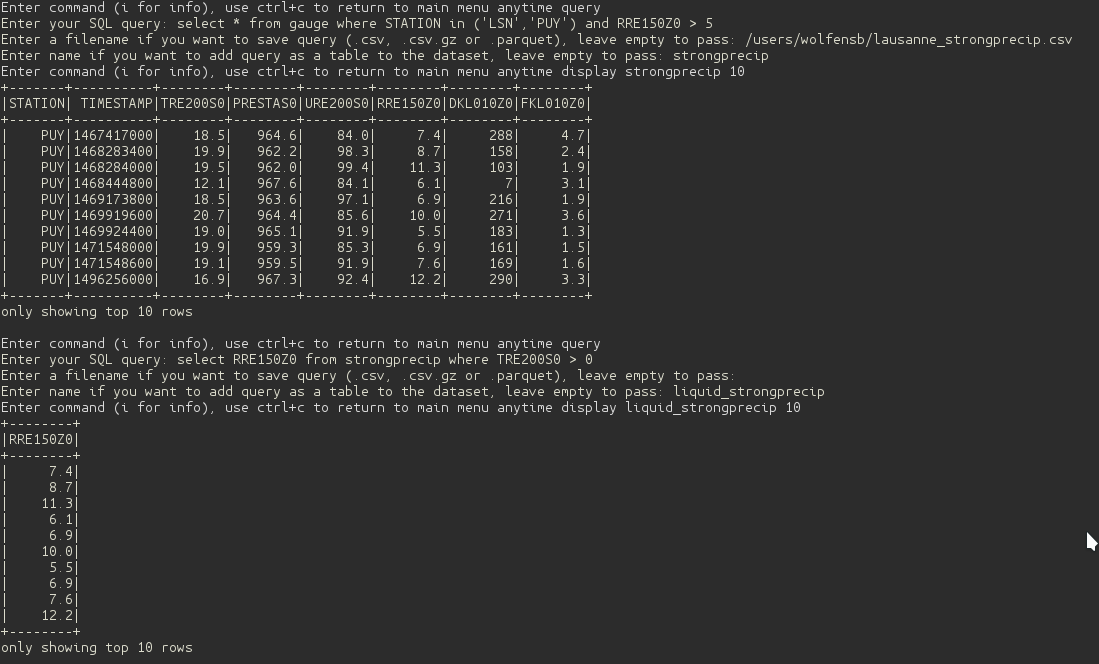 Enter command (i for info), use ctrl+c to return to main menu anytime query
Enter your SQL query: select * from gauge where STATION in ('LSN','PUY') and RRE150Z0 > 5
Enter a filename if you want to save query (.csv, .csv.gz or .parquet), leave empty to pass: /users/wolfensb/lausanne_strongprecip.csv
Enter name if you want to add query as a table to the dataset, leave empty to pass: strongprecip
Enter command (i for info), use ctrl+c to return to main menu anytime display strongprecip 10
+-------+----------+--------+--------+--------+--------+--------+--------+
|STATION| TIMESTAMP|TRE200S0|PRESTAS0|URE200S0|RRE150Z0|DKL010Z0|FKL010Z0|
+-------+----------+--------+--------+--------+--------+--------+--------+
|    PUY|1467417000|    18.5|   964.6|    84.0|     7.4|     288|     4.7|
|    PUY|1468283400|    19.9|   962.2|    98.3|     8.7|     158|     2.4|
|    PUY|1468284000|    19.5|   962.0|    99.4|    11.3|     103|     1.9|
|    PUY|1468444800|    12.1|   967.6|    84.1|     6.1|       7|     3.1|
|    PUY|1469173800|    18.5|   963.6|    97.1|     6.9|     216|     1.9|
|    PUY|1469919600|    20.7|   964.4|    85.6|    10.0|     271|     3.6|
|    PUY|1469924400|    19.0|   965.1|    91.9|     5.5|     183|     1.3|
|    PUY|1471548000|    19.9|   959.3|    85.3|     6.9|     161|     1.5|
|    PUY|1471548600|    19.1|   959.5|    91.9|     7.6|     169|     1.6|
|    PUY|1496256000|    16.9|   967.3|    92.4|    12.2|     290|     3.3|
+-------+----------+--------+--------+--------+--------+--------+--------+
only showing top 10 rows
Enter command (i for info), use ctrl+c to return to main menu anytime query
Enter your SQL query: select RRE150Z0 from strongprecip where TRE200S0 > 0
Enter a filename if you want to save query (.csv, .csv.gz or .parquet), leave empty to pass:
Enter name if you want to add query as a table to the dataset, leave empty to pass: liquid_strongprecip
Enter command (i for info), use ctrl+c to return to main menu anytime display liquid_strongprecip 10
+--------+
|RRE150Z0|
+--------+
|     7.4|
|     8.7|
|    11.3|
|     6.1|
|     6.9|
|    10.0|
|     5.5|
|     6.9|
|     7.6|
|    12.2|
+--------+
only showing top 10 rows